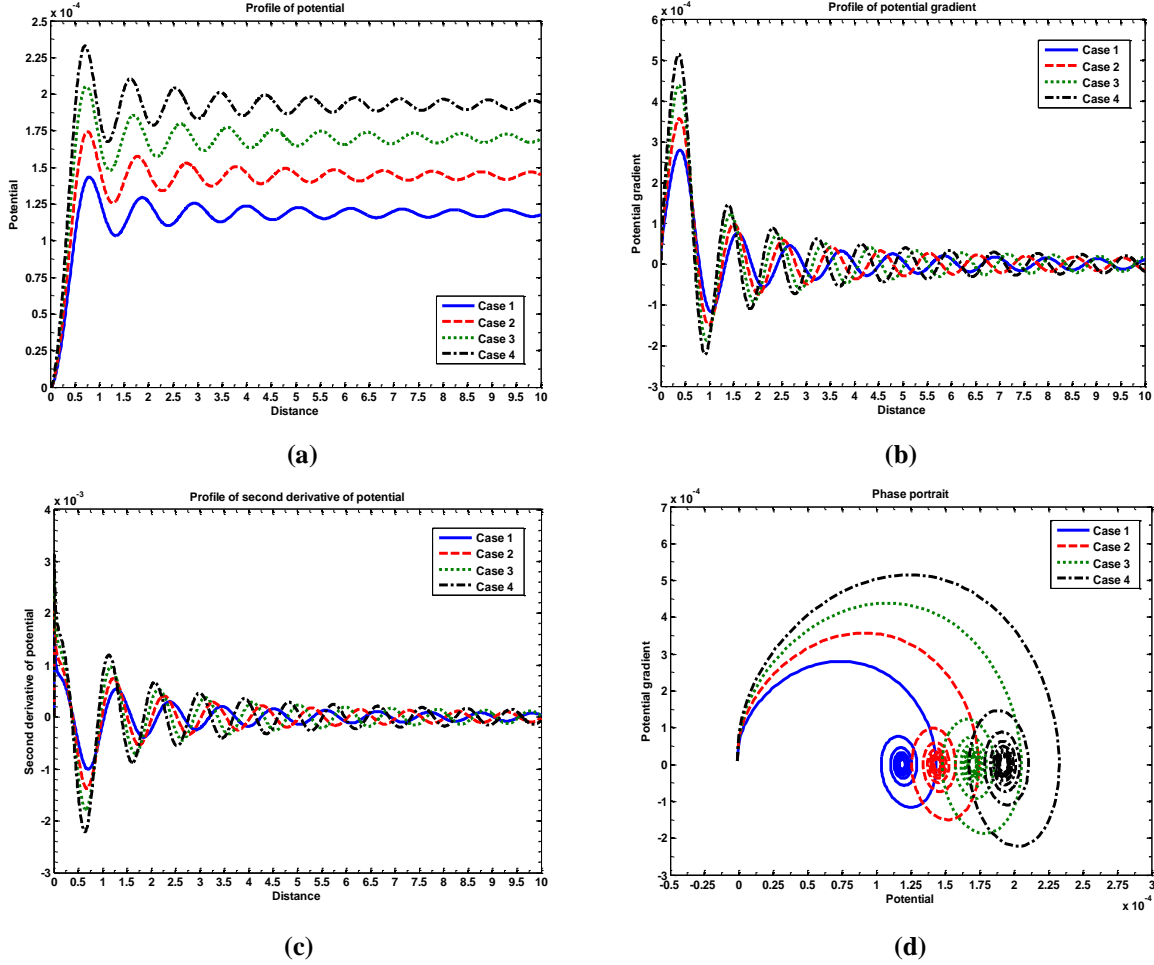 x 10⁻⁴
Profile of potential
2.5
2.25
2
1.75
1.5
1.25
1
0.75
0.5
0.25
0
Potential
Case 1
Case 2
Case 3
Case 4
0 0.5 1 1.5 2 2.5 3 3.5 4 4.5 5 5.5 6 6.5 7 7.5 8 8.5 9 9.5 10
Distance
(a)
x 10⁻⁴
Profile of potential gradient
6
5
4
3
2
1
0
-1
-2
-3
Potential gradient
Case 1
Case 2
Case 3
Case 4
0 0.5 1 1.5 2 2.5 3 3.5 4 4.5 5 5.5 6 6.5 7 7.5 8 8.5 9 9.5 10
Distance
(b)
x 10⁻³
Profile of second derivative of potential
4
3
2
1
0
-1
-2
-3
Second derivative of potential
Case 1
Case 2
Case 3
Case 4
0 0.5 1 1.5 2 2.5 3 3.5 4 4.5 5 5.5 6 6.5 7 7.5 8 8.5 9 9.5 10
Distance
(c)
x 10⁻⁴
Phase portrait
7
6
5
4
3
2
1
0
-1
-2
-3
Potential gradient
Case 1
Case 2
Case 3
Case 4
-0.5 -0.25 0 0.25 0.5 0.75 1 1.25 1.5 1.75 2 2.25 2.5 2.75 3
Potential
x 10⁻⁴
(d)